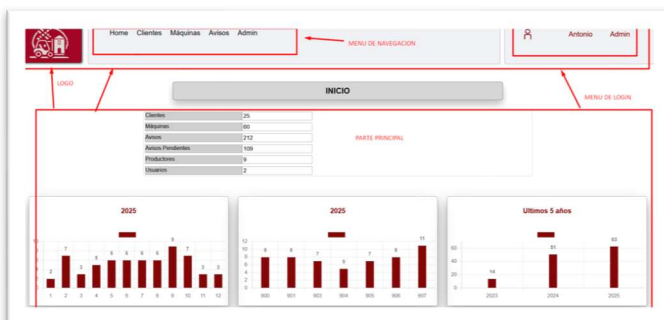 Home Clientes Máquinas Avisos Admin
Antonio Admin
MENU DE NAVEGACION
LOGO
MENU DE LOGIN
INICIO
Clientes 25
Máquinas 60
Avisos 212
PARTE PRINCIPAL
Avisos Pendientes 109
Productores 9
Usuarios 2
2025
2 7 3 6 6 6 6 9 7 3 3
1 2 3 4 5 6 7 8 9 10 11 12
2025
12
10
8
6
4
2
0
8 8 7 5 7 8 11
900 901 903 904 905 906 907
Ultimos 5 años
60
40
20
0
14 51 63
2023 2024 2025